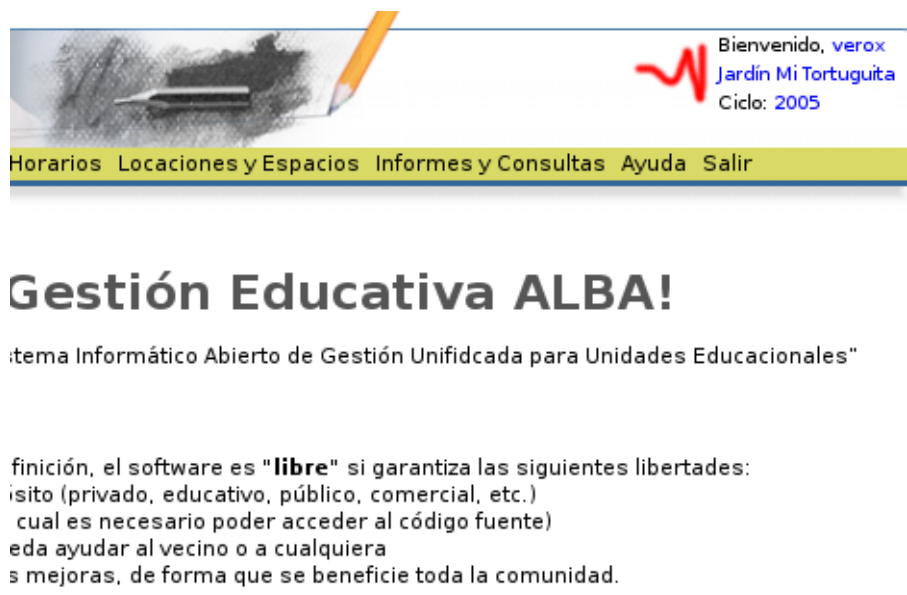 Bienvenido, verox
Jardín Mi Tortuguita
Ciclo: 2005
Horarios Locaciones y Espacios Informes y Consultas Ayuda Salir
Gestión Educativa ALBA!
stema Informático Abierto de Gestión Unifidcada para Unidades Educacionales"
finición, el software es "libre" si garantiza las siguientes libertades:
ósito (privado, educativo, público, comercial, etc.)
cual es necesario poder acceder al código fuente)
eda ayudar al vecino o a cualquiera
s mejoras, de forma que se beneficie toda la comunidad.